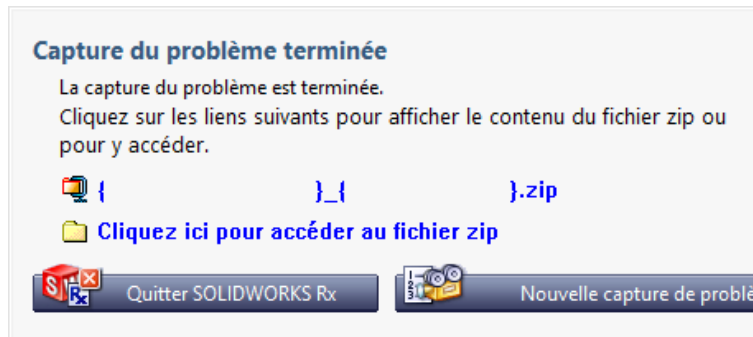 Capture du problème terminée
La capture du problème est terminée.
Cliquez sur les liens suivants pour afficher le contenu du fichier zip ou
pour y accéder.
{ }_{ }.zip
Cliquez ici pour accéder au fichier zip
Quitter SOLIDWORKS Rx
Nouvelle capture de